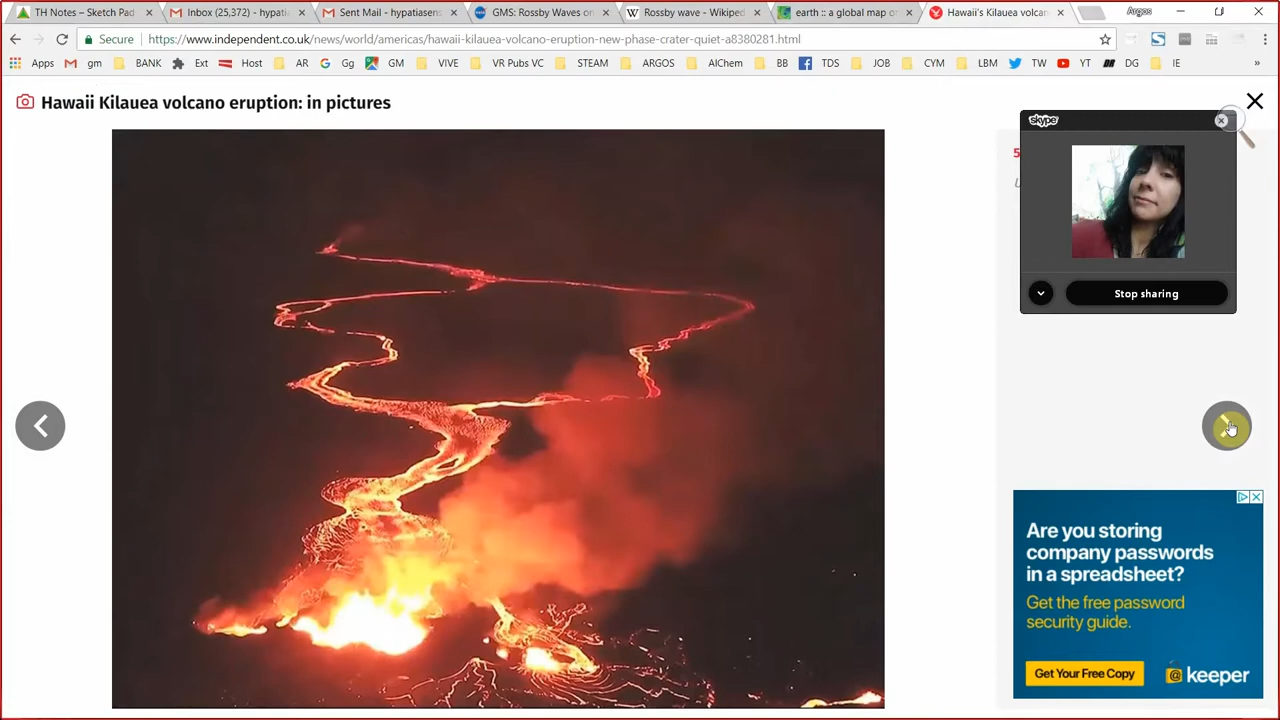 TH Notes – Sketch Pad
Inbox (25,372) - hypati
Sent Mail - hypatiasens
GMS: Rossby Waves on
Rossby wave - Wikiped
earth :: a global map o
Hawaii's Kilauea volcan
Argos
Secure
https://www.independent.co.uk/news/world/americas/hawaii-kilauea-volcano-eruption-new-phase-crater-quiet-a8380281.html
Apps gm BANK Ext Host AR Gg GM VIVE VR Pubs VC STEAM ARGOS AIChem BB TDS JOB CYM LBM TW YT DG IE »
Hawaii Kilauea volcano eruption: in pictures
skype
5
Stop sharing
Are you storing
company passwords
in a spreadsheet?
Get the free password
security guide.
Get Your Free Copy
keeper